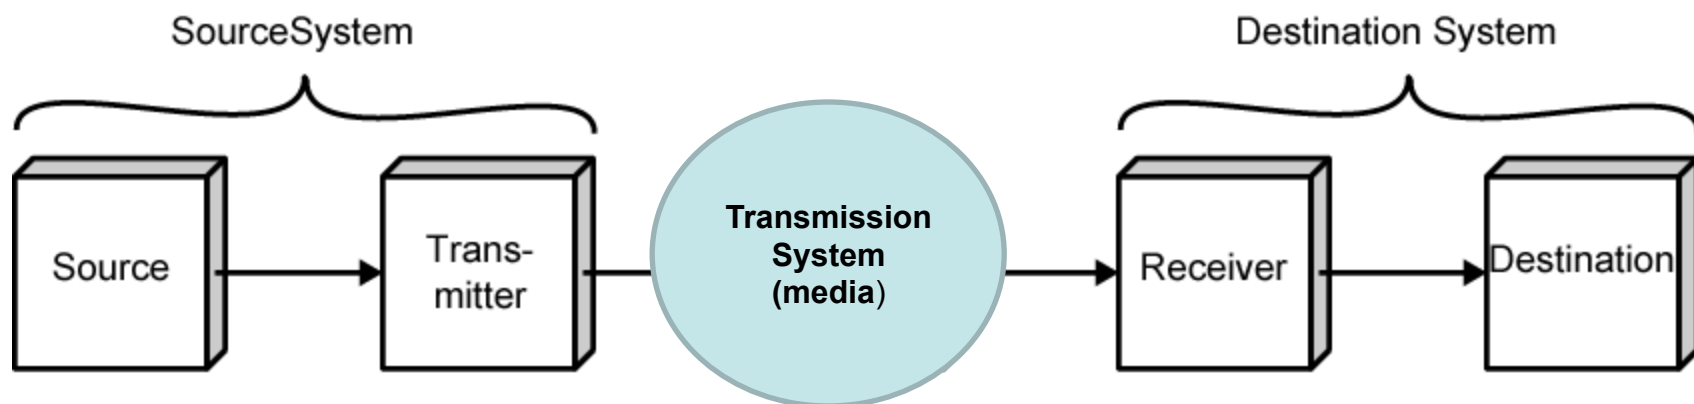 SourceSystem
Destination System
Source
Trans-
mitter
Transmission
System
(media)
Receiver
Destination